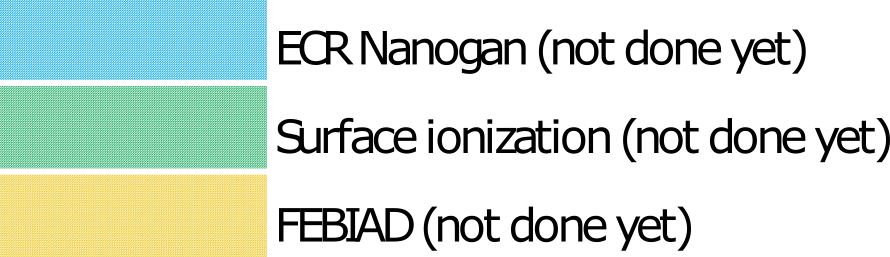 ECR Nanogan (not done yet)
Surface ionization (not done yet)
FEBIAD (not done yet)